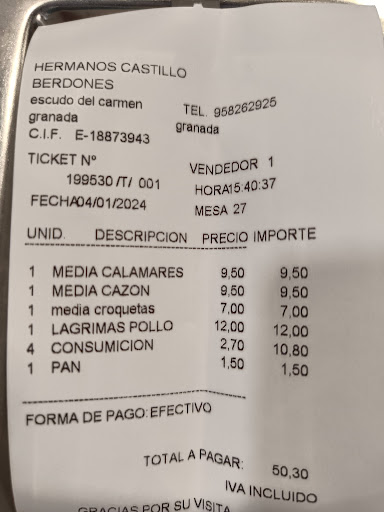 HERMANOS CASTILLO
BERDONES
escudo del carmen TEL. 958262925
granada granada
C.I.F. E-18873943
TICKET Nº VENDEDOR 1
199530 /T/ 001 HORA15:40:37
FECHA04/01/2024 MESA 27
UNID. DESCRIPCION PRECIO IMPORTE
1 MEDIA CALAMARES 9,50 9,50
1 MEDIA CAZON 9,50 9,50
1 media croquetas 7,00 7,00
1 LAGRIMAS POLLO 12,00 12,00
4 CONSUMICION 2,70 10,80
1 PAN 1,50 1,50
FORMA DE PAGO:EFECTIVO
TOTAL A PAGAR: 50,30
IVA INCLUIDO
GRACIAS POR SU VISITA